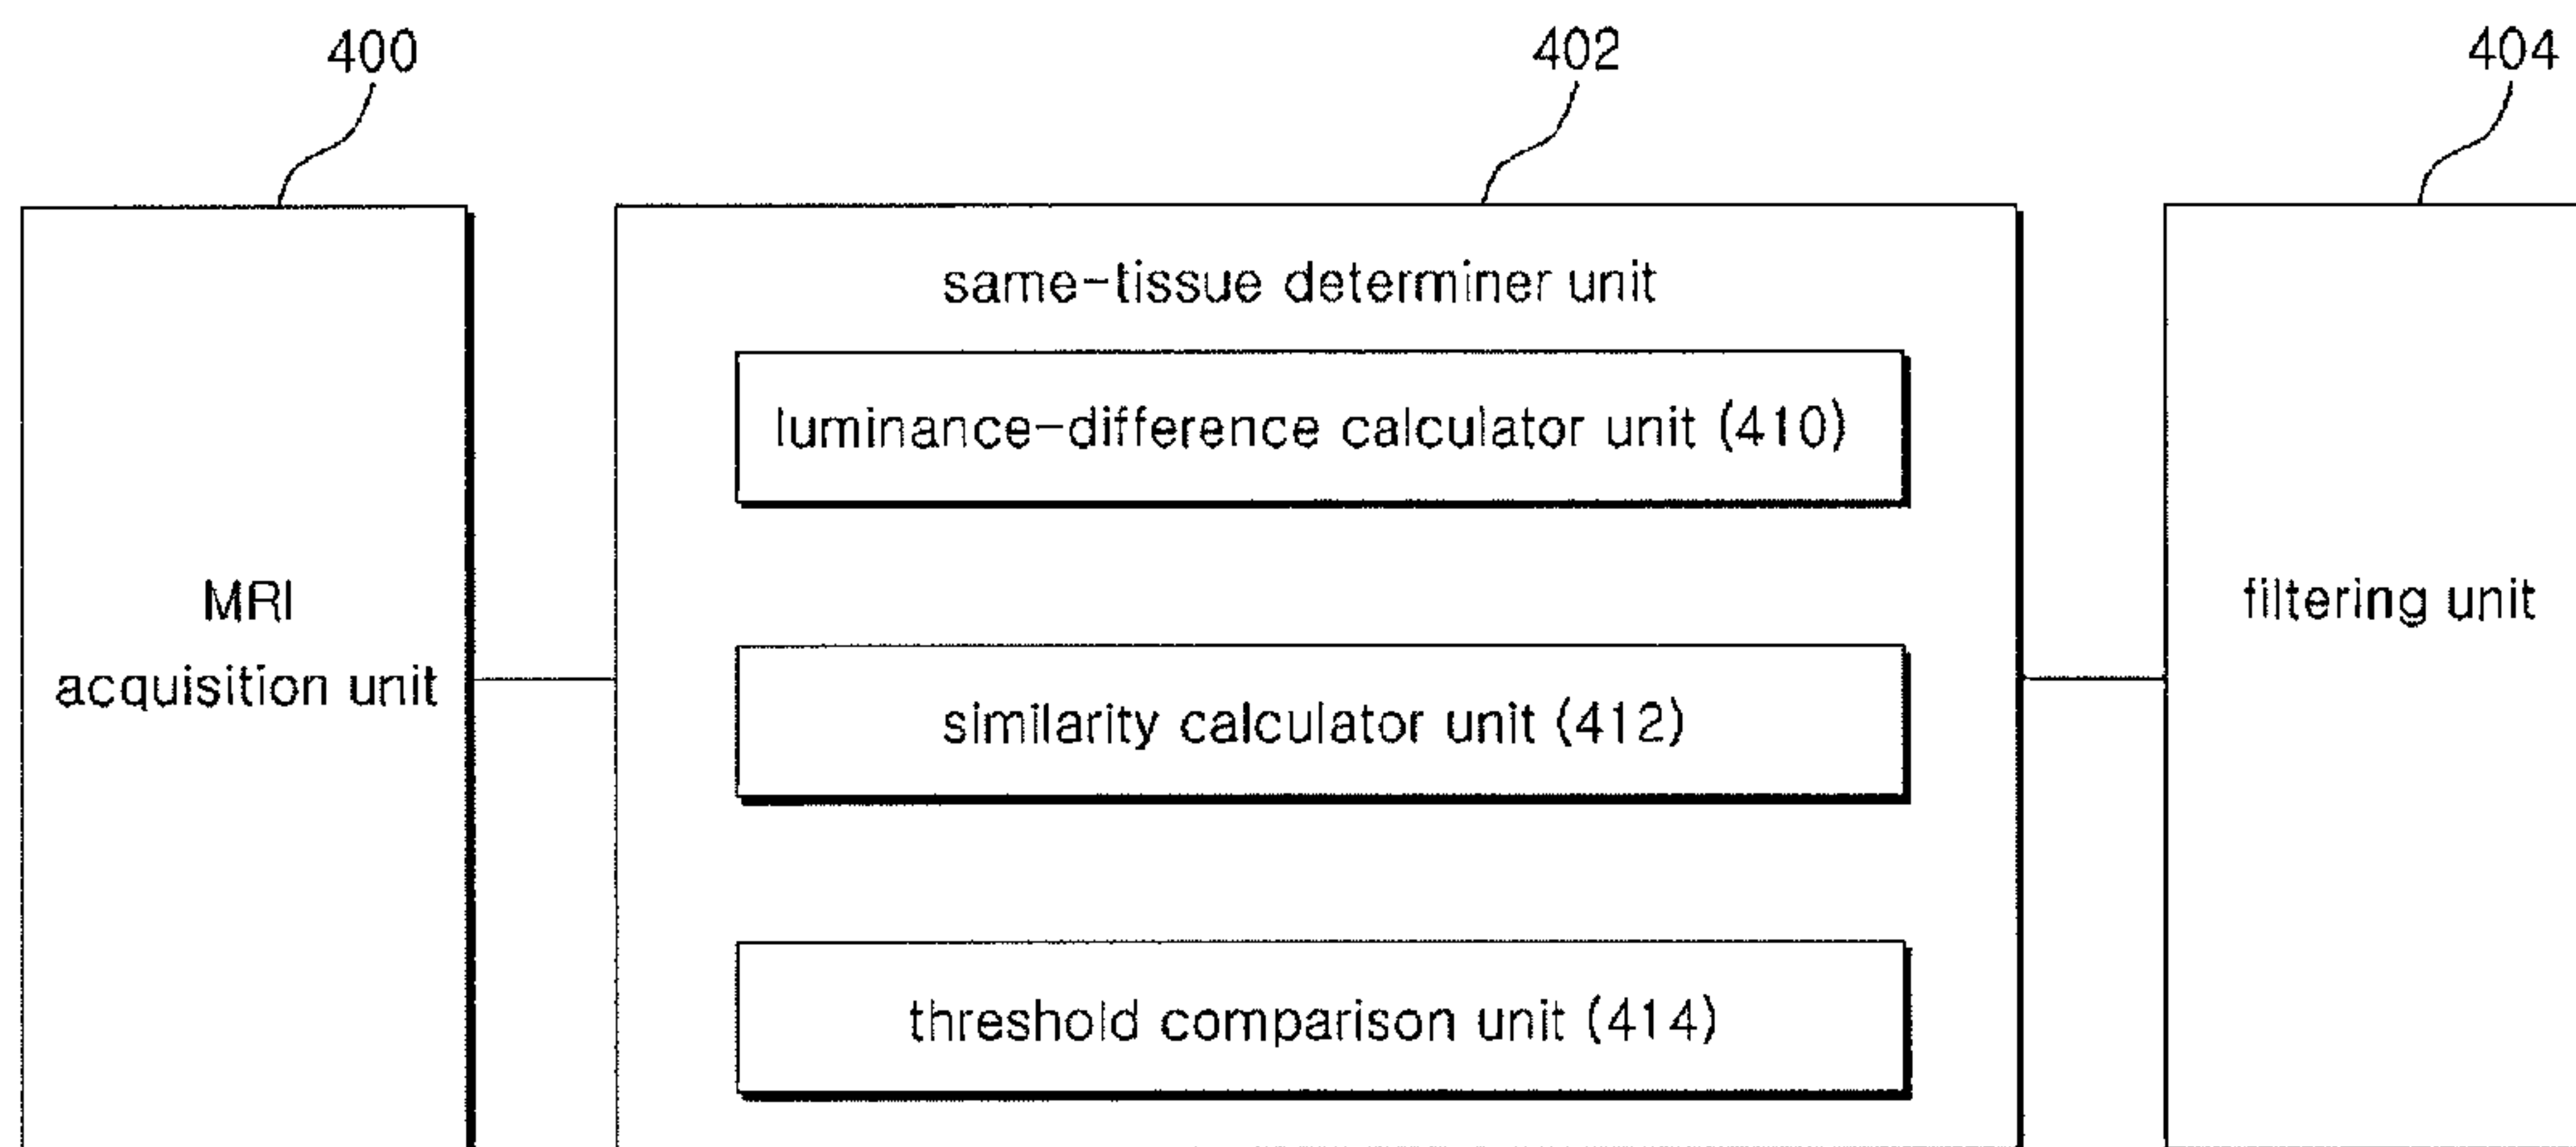 400
402
404
same-tissue determiner unit
luminance-difference calculator unit (410)
MRI
acquisition unit
similarity calculator unit (412)
threshold comparison unit (414)
filtering unit